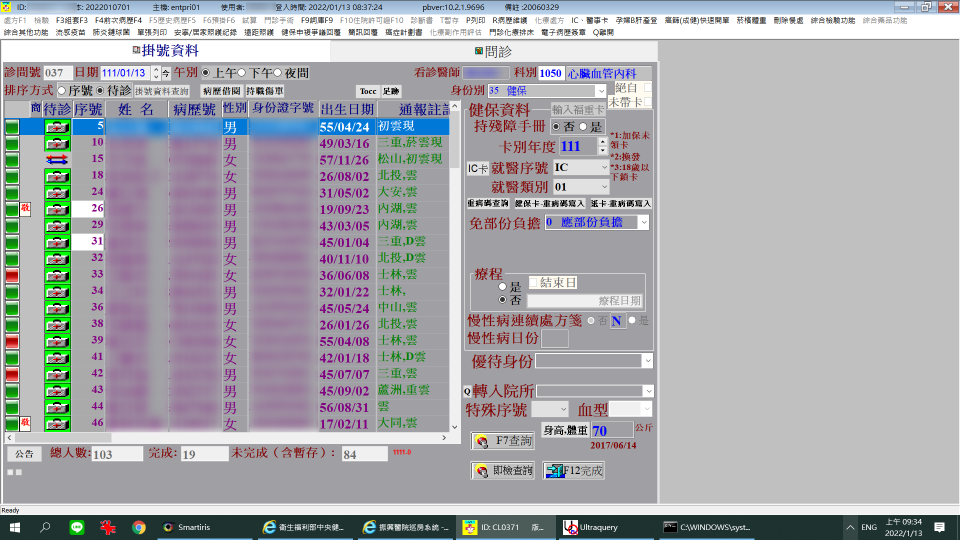 ID: 本: 2022010701 主機: entpri01 使用者: 登入時間: 2022/01/13 08:37:24 pbver:10.2.1.9696 備註 :20060329
處方F1 檢驗 F3組套F3 F4前次病歷F4 F5歷史病歷F5 F6預掛F6 試算 門診手術 F9詞庫F9 F10住院許可證F10 診斷書 T暫存 P列印 R病歷建議 化療處方 IC、醫事卡 孕婦B肝產登 癌篩(成健)快速開單 菸檳體重 刪除餐處 綜合檢驗功能 綜合藥品功能
綜合其他功能 流感疫苗 肺炎鏈球菌 單張列印 安寧/居家照護紀錄 遠距照護 健保申複爭議回覆 簡訊回覆 癌症計劃書 化療副作用評估 門診化療排床 電子病歷簽章 Q離開
掛號資料 問診
診間號 037 日期 111/01/13 今 午別 上午 下午 夜間 看診醫師 科別 1050 心臟血管內科
排序方式 序號 待診 掛號資料查詢 病歷借閱 持職傷單 Tocc 足跡 身份別 35 健保 絕自 未帶卡
商 待診 序號 姓 名 病歷號 性別 身份證字號 出生日期 通報註記
5 男 55/04/24 初雲現
10 男 49/03/16 三重,菸雲現
15 女 57/11/26 松山,初雲現
18 女 26/08/02 北投,雲
24 男 31/05/02 大安,雲
敬 26 男 19/09/23 內湖,雲
29 男 43/03/05 內湖,雲
31 男 45/01/04 三重,D雲
32 女 40/11/10 北投,D雲
33 女 36/06/08 士林,雲
34 男 32/01/22 士林,
36 男 45/05/24 中山,雲
38 女 26/01/26 北投,雲
39 男 55/04/08 士林,雲
41 女 42/01/18 士林,D雲
42 男 45/07/07 三重,雲
43 男 45/09/02 蘆洲,重雲
44 男 56/08/31 雲
敬 46 女 17/02/11 大同,雲
公告 總人數: 103 完成: 19 未完成（含暫存）: 84 1111-0
健保資料 輸入福重卡
持殘障手冊 否 是
卡別年度 111
*1:加保未領卡
*2:換發
*3:18歲以下鎖卡
IC卡 就醫序號 IC
就醫類別 01
重病碼查詢 健保卡-重病碼寫入 紙卡-重病碼寫入
免部份負擔 0 應部份負擔
療程
是 結束日
否 療程日期
慢性病連續處方箋 否 N 是
慢性病日份
優待身份
Q 轉入院所
特殊序號 血型
F7查詢 身高,體重 70 公斤
2017/06/14
即檢查詢 F12完成
Ready
Smartiris 衛生福利部中央健... 振興醫院巡房系統 -... ID: CL0371 版... Ultraquery C:\WINDOWS\syst...
ENG 上午 09:34
2022/1/13